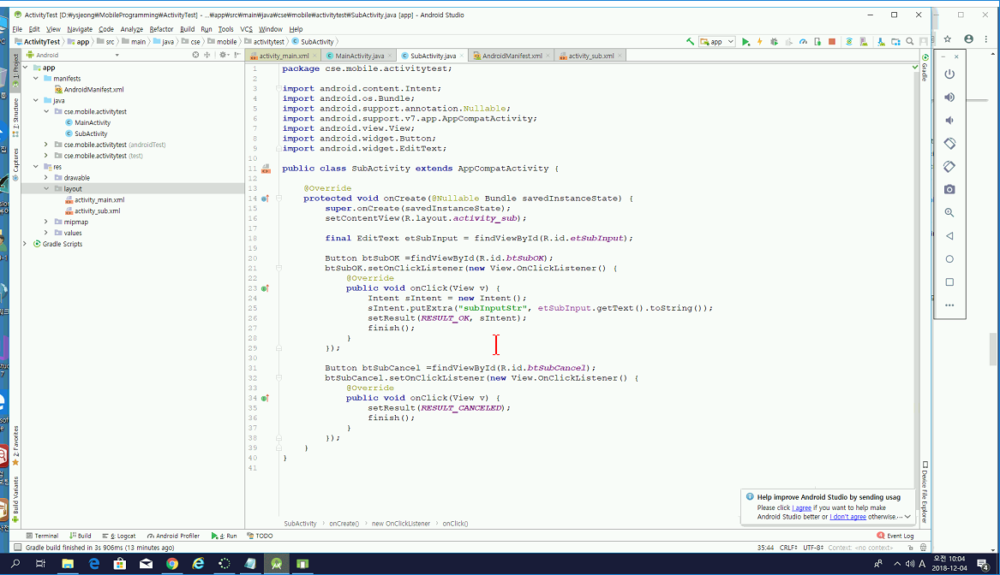 ActivityTest [D:\ysjeong\MobileProgramming\ActivityTest] - ...\app\src\main\java\cse\mobile\activitytest\SubActivity.java [app] - Android Studio
File Edit View Navigate Code Analyze Refactor Build Run Tools VCS Window Help
ActivityTest app src main java cse mobile activitytest SubActivity
app
Android
activity_main.xml MainActivity.java SubActivity.java AndroidManifest.xml activity_sub.xml
1: Project
7: Structure
Captures
2: Favorites
Build Variants
Gradle
Device File Explorer
app
manifests
AndroidManifest.xml
java
cse.mobile.activitytest
MainActivity
SubActivity
cse.mobile.activitytest (androidTest)
cse.mobile.activitytest (test)
res
drawable
layout
activity_main.xml
activity_sub.xml
mipmap
values
Gradle Scripts
1 package cse.mobile.activitytest;
2
3 import android.content.Intent;
4 import android.os.Bundle;
5 import android.support.annotation.Nullable;
6 import android.support.v7.app.AppCompatActivity;
7 import android.view.View;
8 import android.widget.Button;
9 import android.widget.EditText;
10
11 public class SubActivity extends AppCompatActivity {
12
13 @Override
14 protected void onCreate(@Nullable Bundle savedInstanceState) {
15 super.onCreate(savedInstanceState);
16 setContentView(R.layout.activity_sub);
17
18 final EditText etSubInput = findViewById(R.id.etSubInput);
19
20 Button btSubOK =findViewById(R.id.btSubOK);
21 btSubOK.setOnClickListener(new View.OnClickListener() {
22 @Override
23 public void onClick(View v) {
24 Intent sIntent = new Intent();
25 sIntent.putExtra("subInputStr", etSubInput.getText().toString());
26 setResult(RESULT_OK, sIntent);
27 finish();
28 }
29 });
30
31 Button btSubCancel =findViewById(R.id.btSubCancel);
32 btSubCancel.setOnClickListener(new View.OnClickListener() {
33 @Override
34 public void onClick(View v) {
35 setResult(RESULT_CANCELED);
36 finish();
37 }
38 });
39 }
40 }
41
SubActivity onCreate() new OnClickListener onClick()
Help improve Android Studio by sending usag
Please click I agree if you want to help make
Android Studio better or I don't agree otherwise....
Terminal Build 6: Logcat Android Profiler 4: Run TODO
4 Event Log
Gradle build finished in 3s 906ms (13 minutes ago)
35:44 CRLF÷ UTF-8÷ Context: <no context>
A
오전 10:04
2018-12-04
4